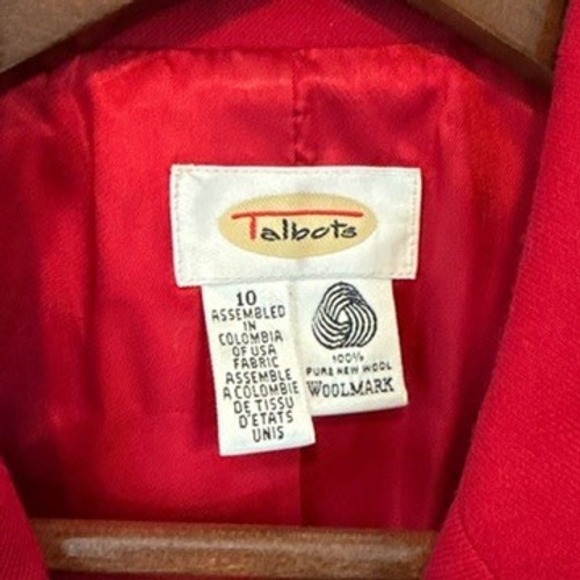 Talbots
10
ASSEMBLED
IN
COLOMBIA
OF USA
FABRIC
ASSEMBLE
A COLOMBIE
DE TISSU
D'ETATS
UNIS
100%
PURE NEW WOOL
WOOLMARK